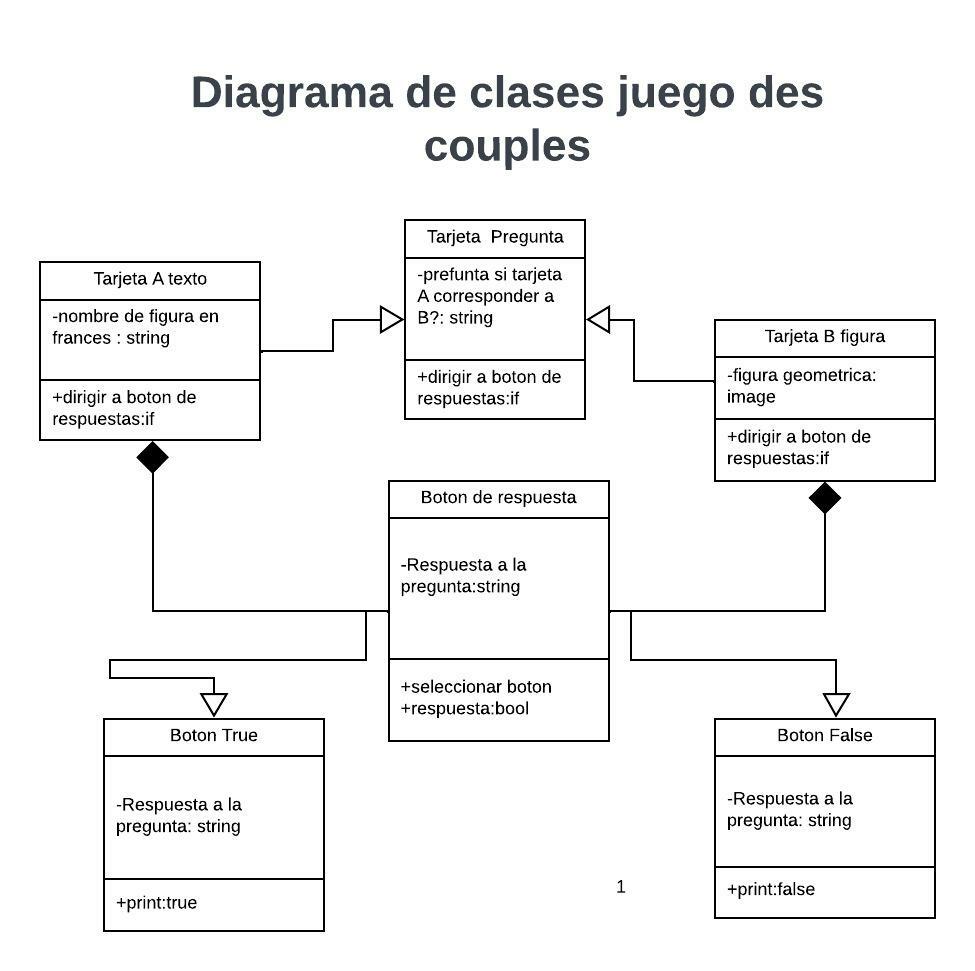 Diagrama de clases juego des
couples
Tarjeta A texto
-nombre de figura en
frances : string
+dirigir a boton de
respuestas:if
Tarjeta  Pregunta
-prefunta si tarjeta
A corresponder a
B?: string
+dirigir a boton de
respuestas:if
Tarjeta B figura
-figura geometrica:
image
+dirigir a boton de
respuestas:if
Boton de respuesta
-Respuesta a la
pregunta:string
+seleccionar boton
+respuesta:bool
Boton True
-Respuesta a la
pregunta: string
+print:true
1
Boton False
-Respuesta a la
pregunta: string
+print:false